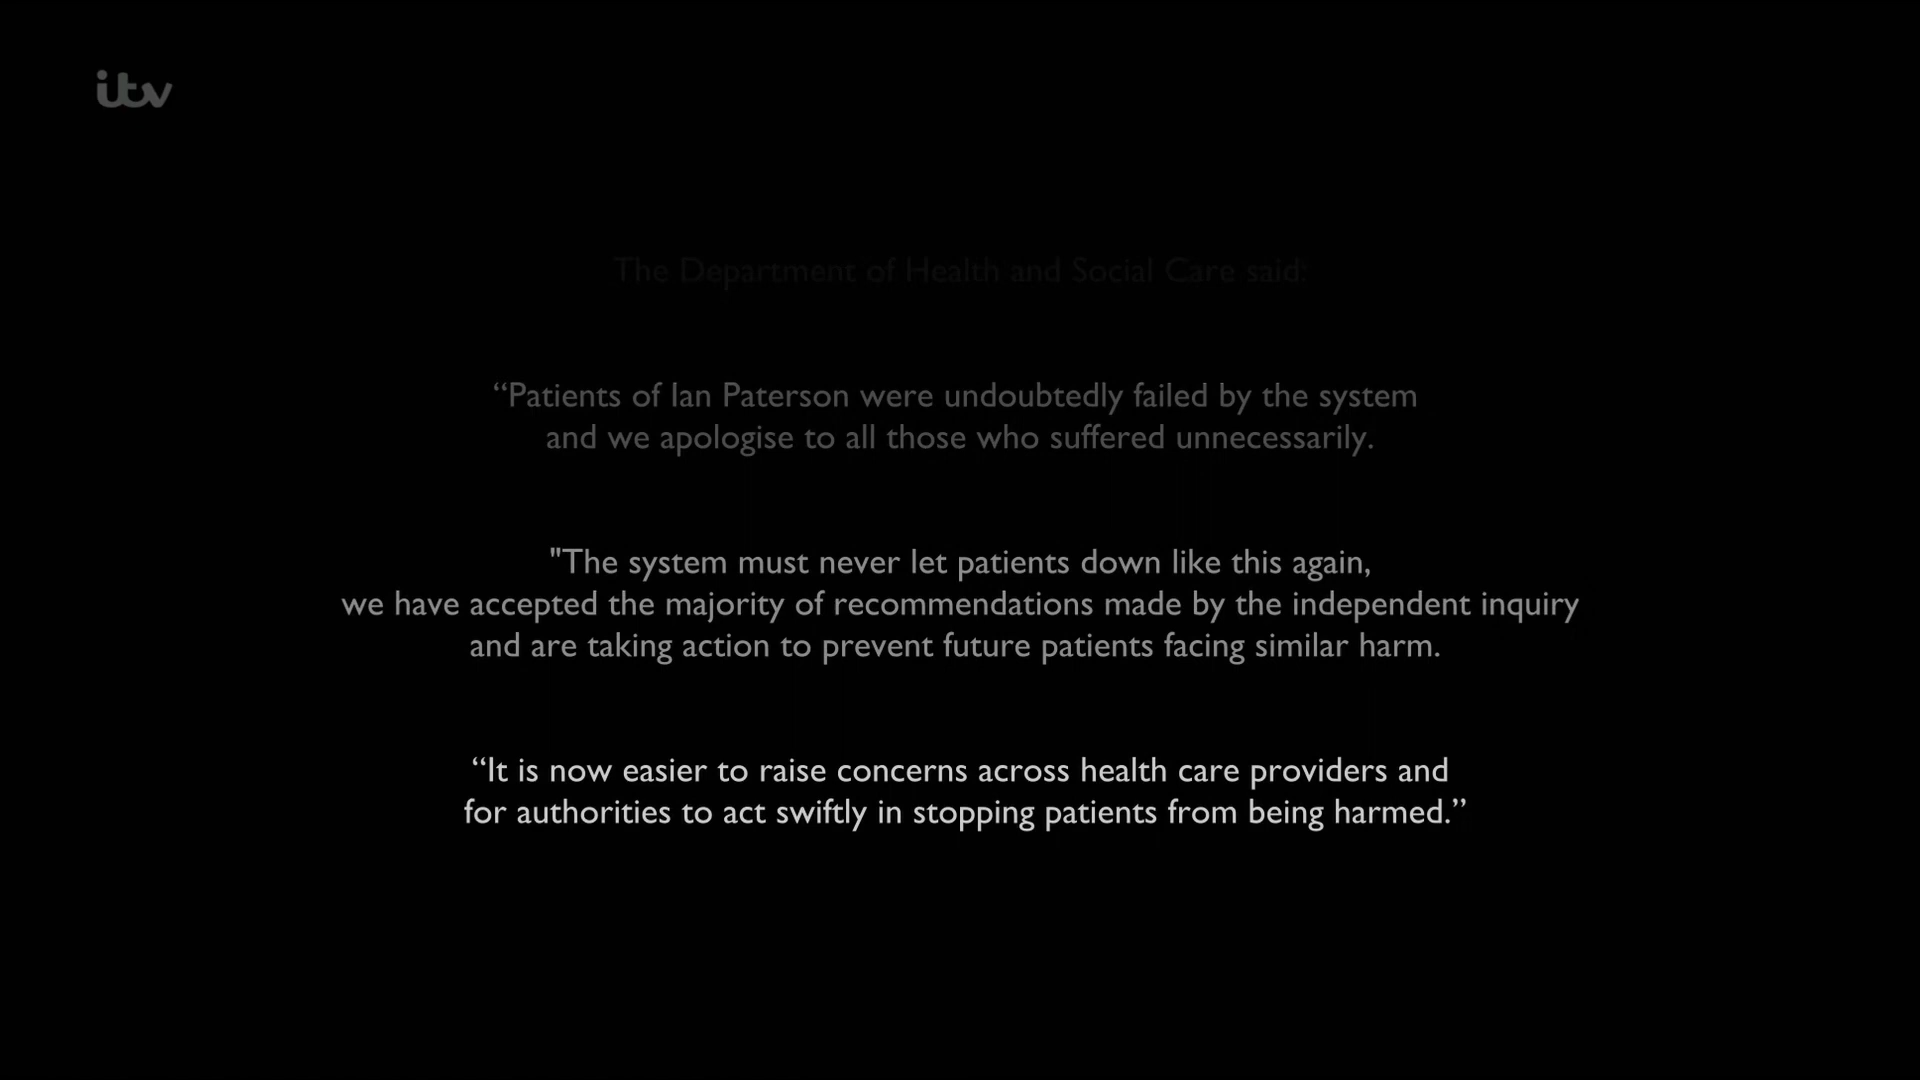 itv
The Department of Health and Social Care said:
“Patients of Ian Paterson were undoubtedly failed by the system
and we apologise to all those who suffered unnecessarily.
"The system must never let patients down like this again,
we have accepted the majority of recommendations made by the independent inquiry
and are taking action to prevent future patients facing similar harm.
“It is now easier to raise concerns across health care providers and
for authorities to act swiftly in stopping patients from being harmed.”